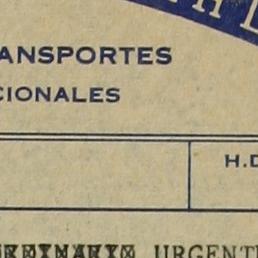 ANSPORTES
CIONALES
H.D
URGENT